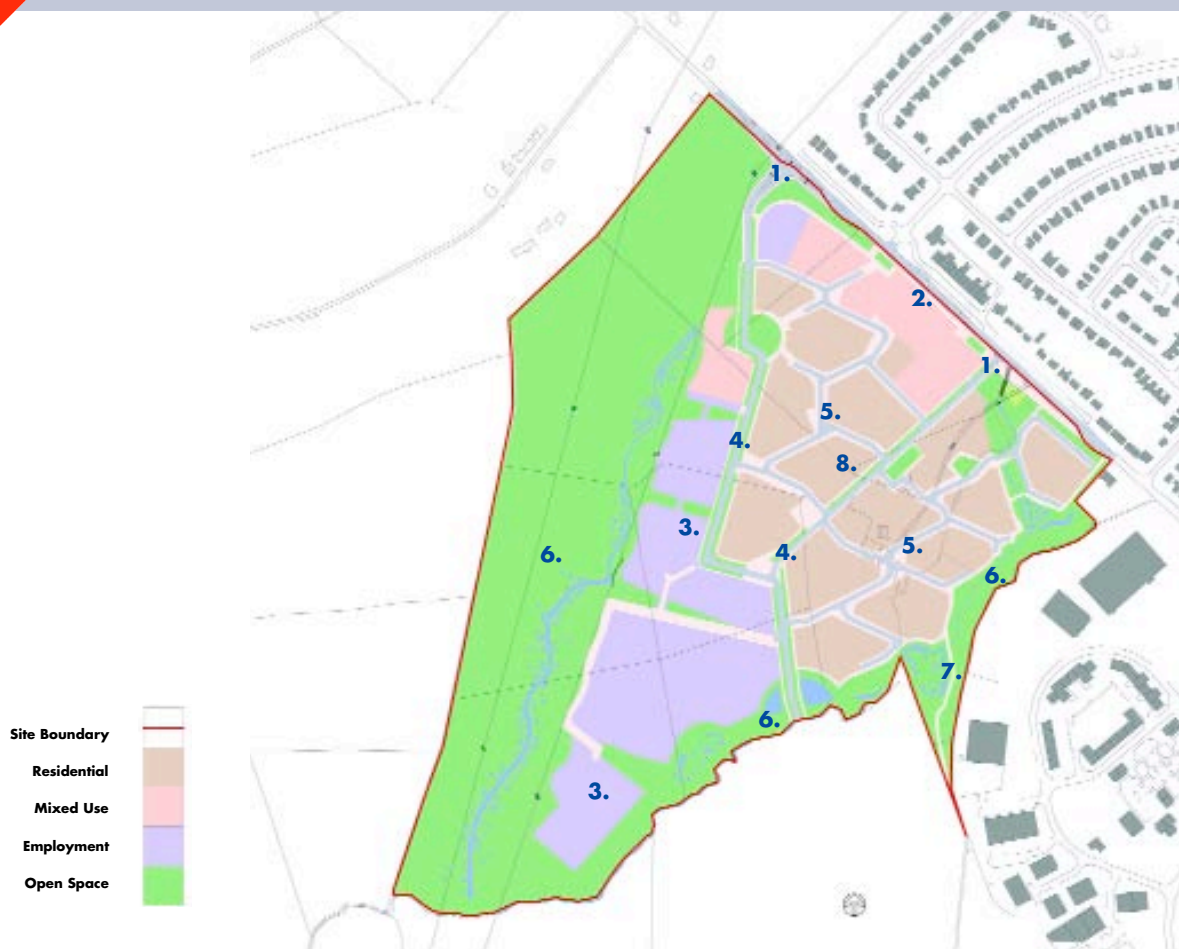 1.
2.
1.
5.
4.
8.
3.
4.
5.
6.
6.
7.
6.
3.
Site Boundary
Residential
Mixed Use
Employment
Open Space